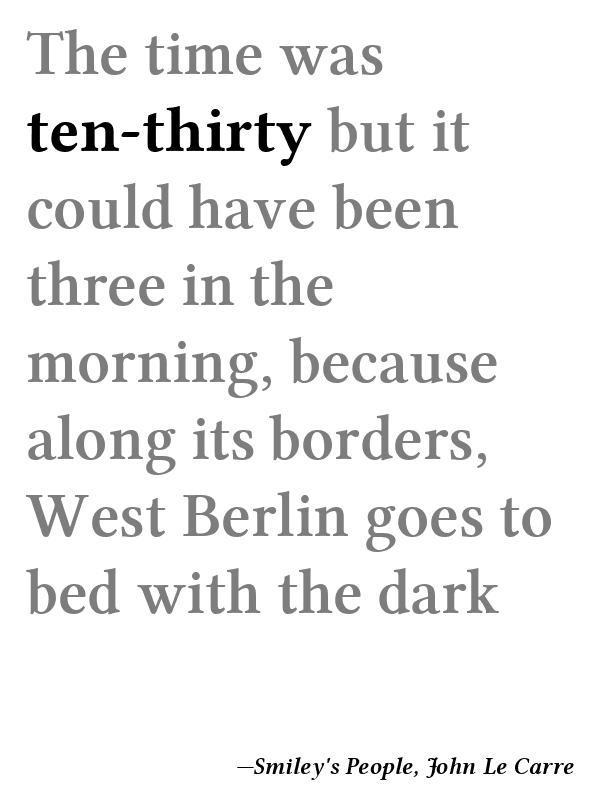 The time was
ten-thirty but it
could have been
three in the
morning, because
along its borders,
West Berlin goes to
bed with the dark
—Smiley's People, John Le Carre